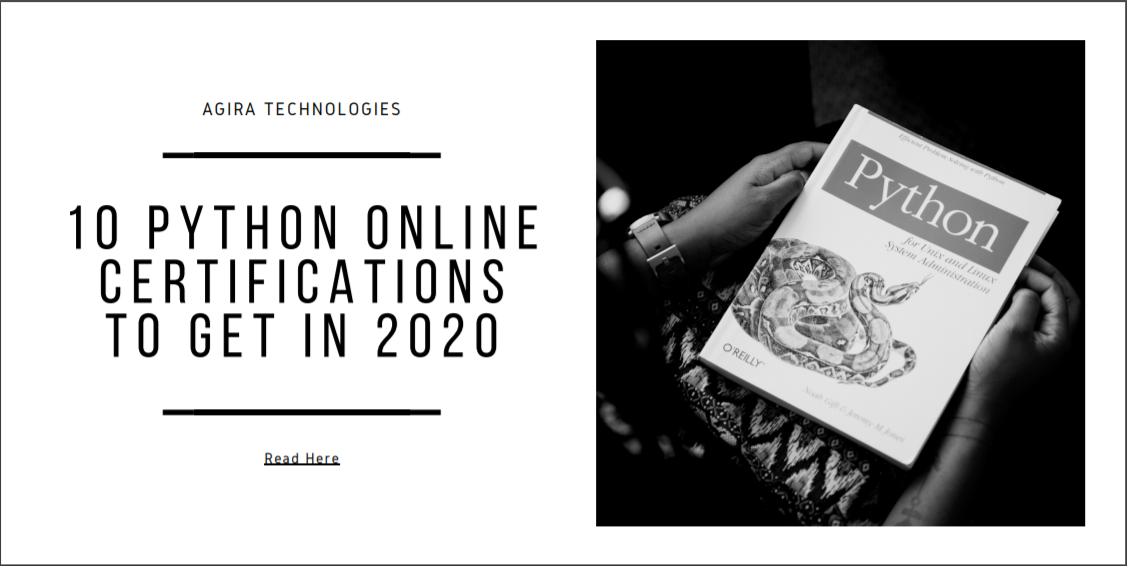 AGIRA TECHNOLOGIES
10 PYTHON ONLINE
CERTIFICATIONS
TO GET IN 2020
Read Here
Efficient Problem-Solving with Python
Python
for Unix and Linux
System Administration
O'REILLY
Noah Gift & Jeremy M. Jones